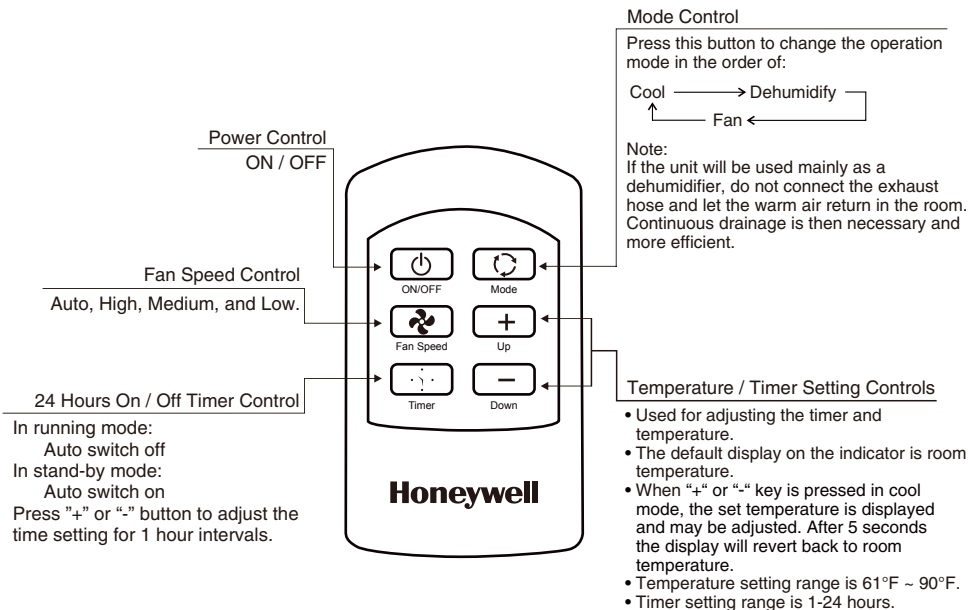 Mode Control
Press this button to change the operation
mode in the order of:
Cool
Dehumidify
Fan
Note:
If the unit will be used mainly as a
dehumidifier, do not connect the exhaust
hose and let the warm air return in the room.
Continuous drainage is then necessary and
more efficient.
Power Control
ON / OFF
Fan Speed Control
Auto, High, Medium, and Low.
24 Hours On / Off Timer Control
In running mode:
Auto switch off
In stand-by mode:
Auto switch on
Press "+" or "-" button to adjust the
time setting for 1 hour intervals.
ON/OFF
Mode
Fan Speed
+
Up
Timer
−
Down
Honeywell
Temperature / Timer Setting Controls
• Used for adjusting the timer and
temperature.
• The default display on the indicator is room
temperature.
• When “+“ or “-“ key is pressed in cool
mode, the set temperature is displayed
and may be adjusted. After 5 seconds
the display will revert back to room
temperature.
• Temperature setting range is 61°F ~ 90°F.
• Timer setting range is 1-24 hours.